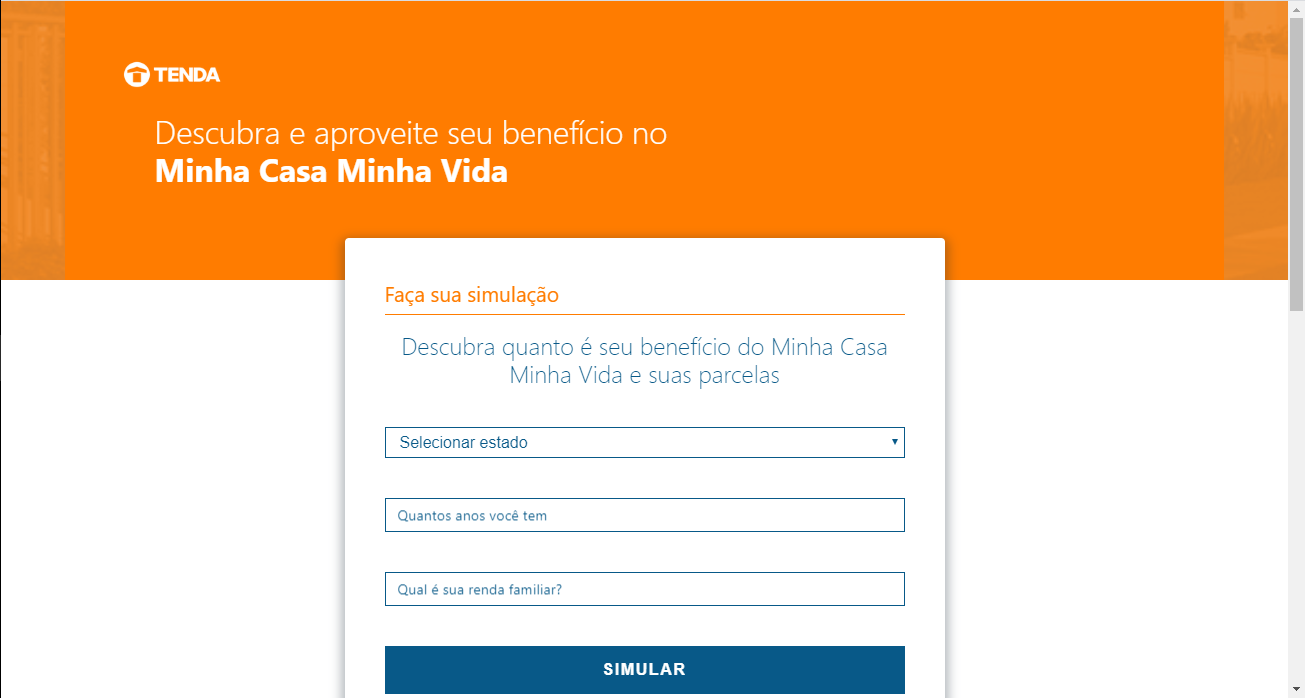 TENDA
Descubra e aproveite seu benefício no
Minha Casa Minha Vida
Faça sua simulação
Descubra quanto é seu benefício do Minha Casa
Minha Vida e suas parcelas
Selecionar estado
Quantos anos você tem
Qual é sua renda familiar?
SIMULAR